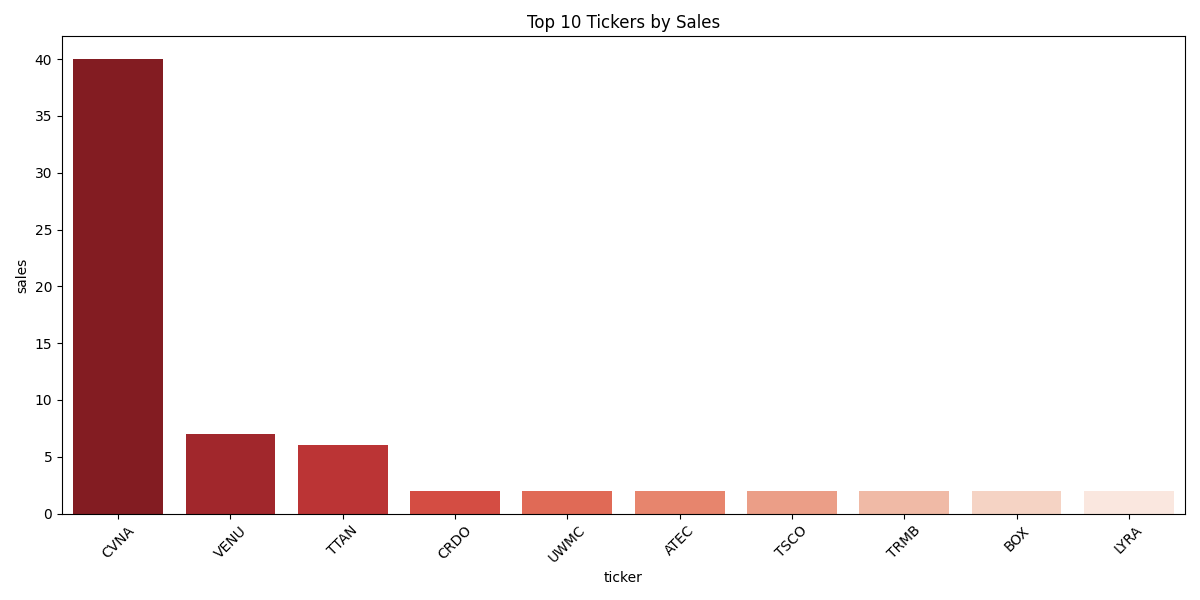 Top 10 Tickers by Sales
sales
40
35
30
25
20
15
10
5
0
CVNA
VENU
TTAN
CRDO
UWMC
ATEC
TSCO
TRMB
BOX
LYRA
ticker